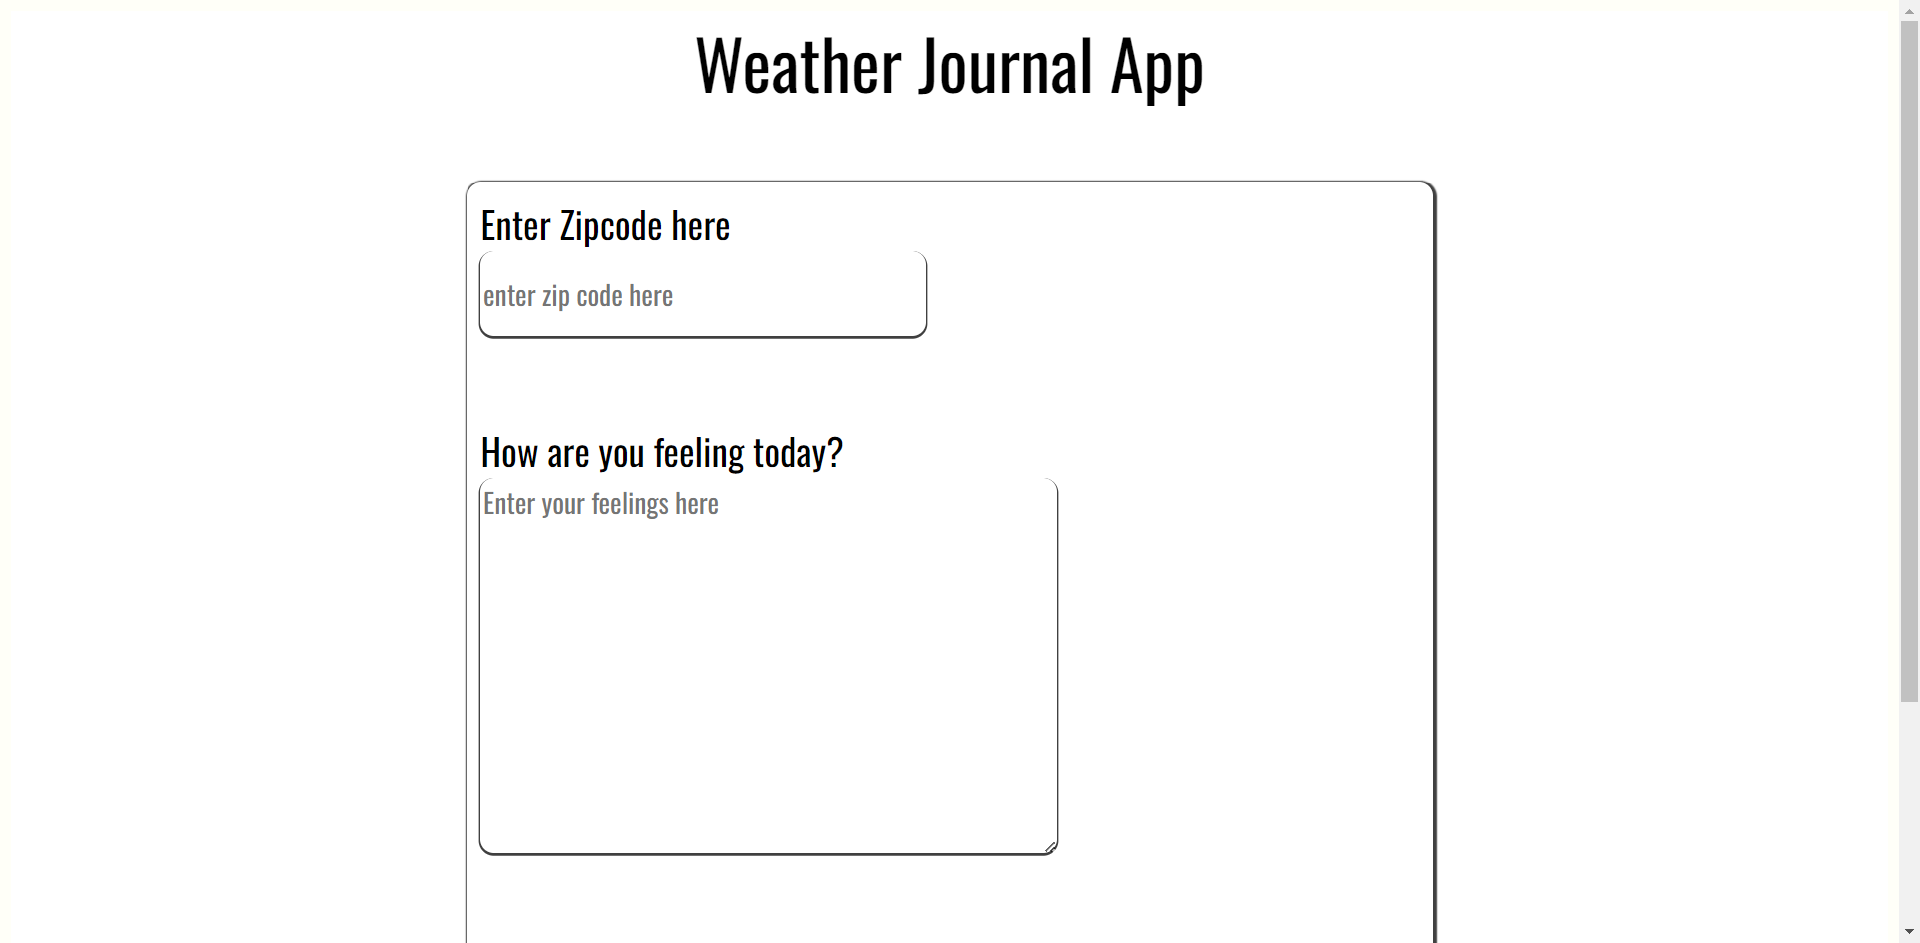 Weather Journal App
Enter Zipcode here
enter zip code here
How are you feeling today?
Enter your feelings here